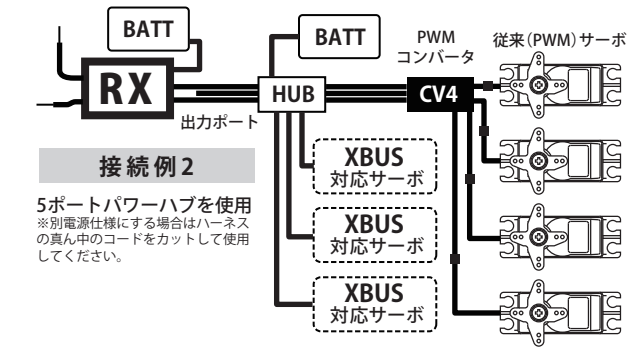 BATT
BATT
PWM
コンバータ
従来(PWM)サーボ
RX
HUB
CV4
出力ポート
接続例2
XBUS
対応サーボ
5ポートパワーハブを使用
※別電源仕様にする場合はハーネス
の真ん中のコードをカットして使用
してください。
XBUS
対応サーボ
XBUS
対応サーボ